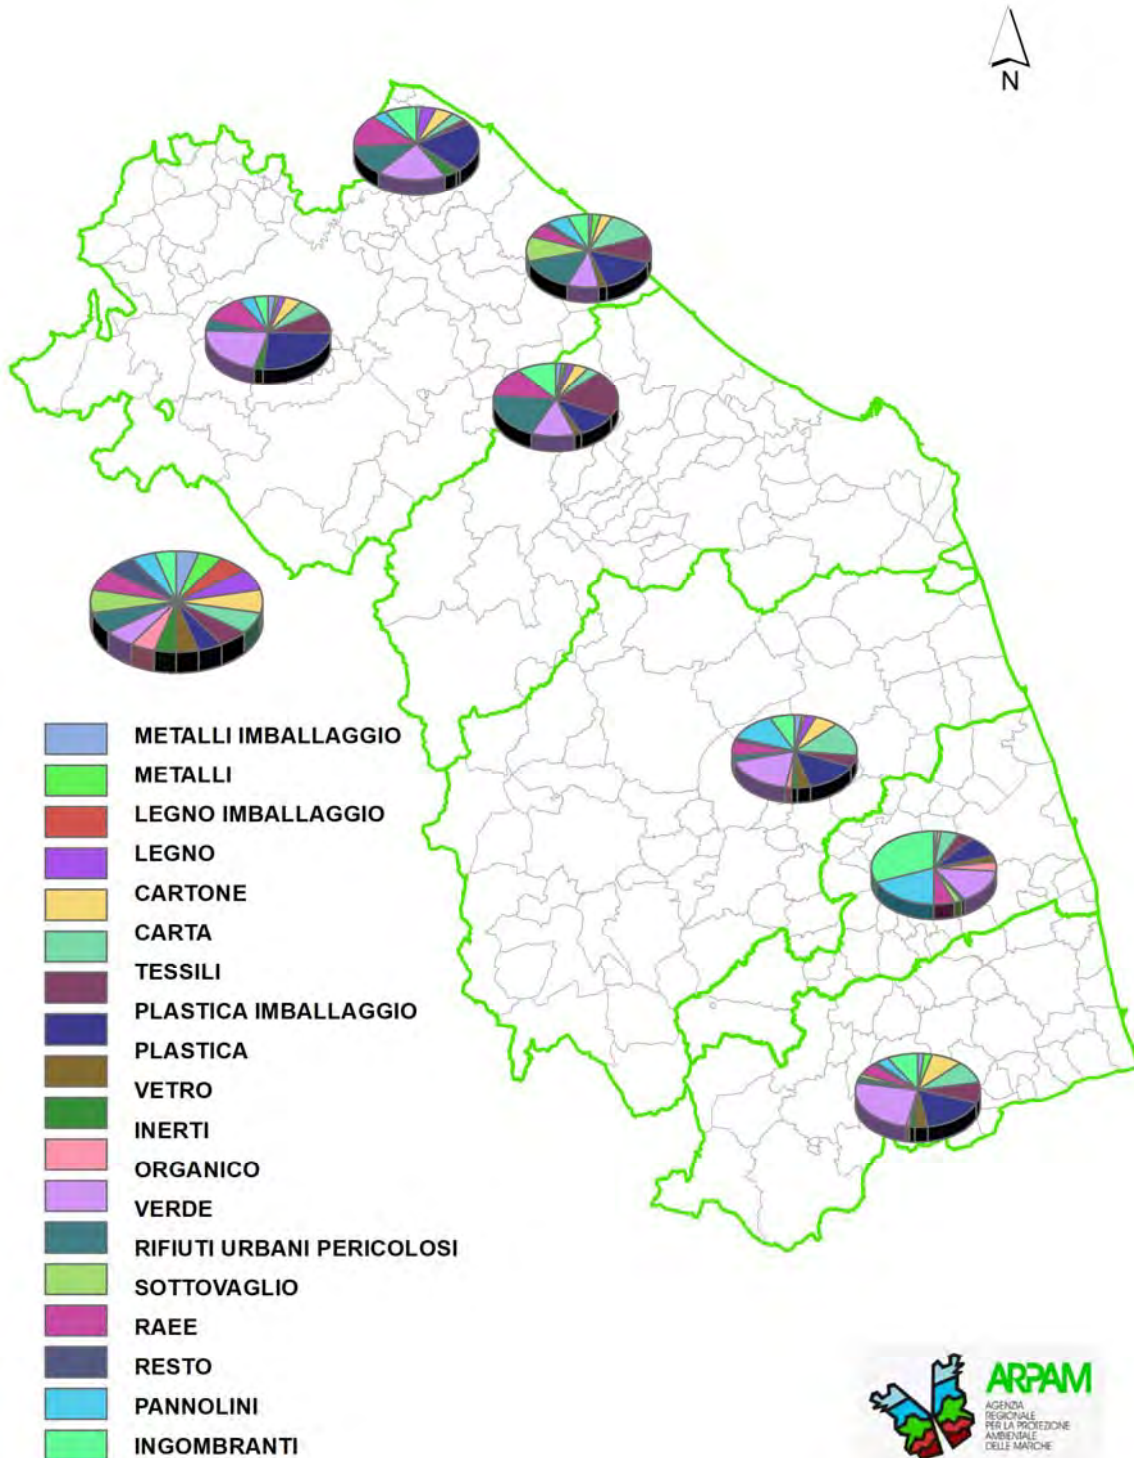 N
METALLI IMBALLAGGIO
METALLI
LEGNO IMBALLAGGIO
LEGNO
CARTONE
CARTA
TESSILI
PLASTICA IMBALLAGGIO
PLASTICA
VETRO
INERTI
ORGANICO
VERDE
RIFIUTI URBANI PERICOLOSI
SOTTOVAGLIO
RAEE
RESTO
PANNOLINI
INGOMBRANTI
ARPAM
AGENZIA
REGIONALE
PER LA PROTEZIONE
AMBIENTALE
DELLE MARCHE